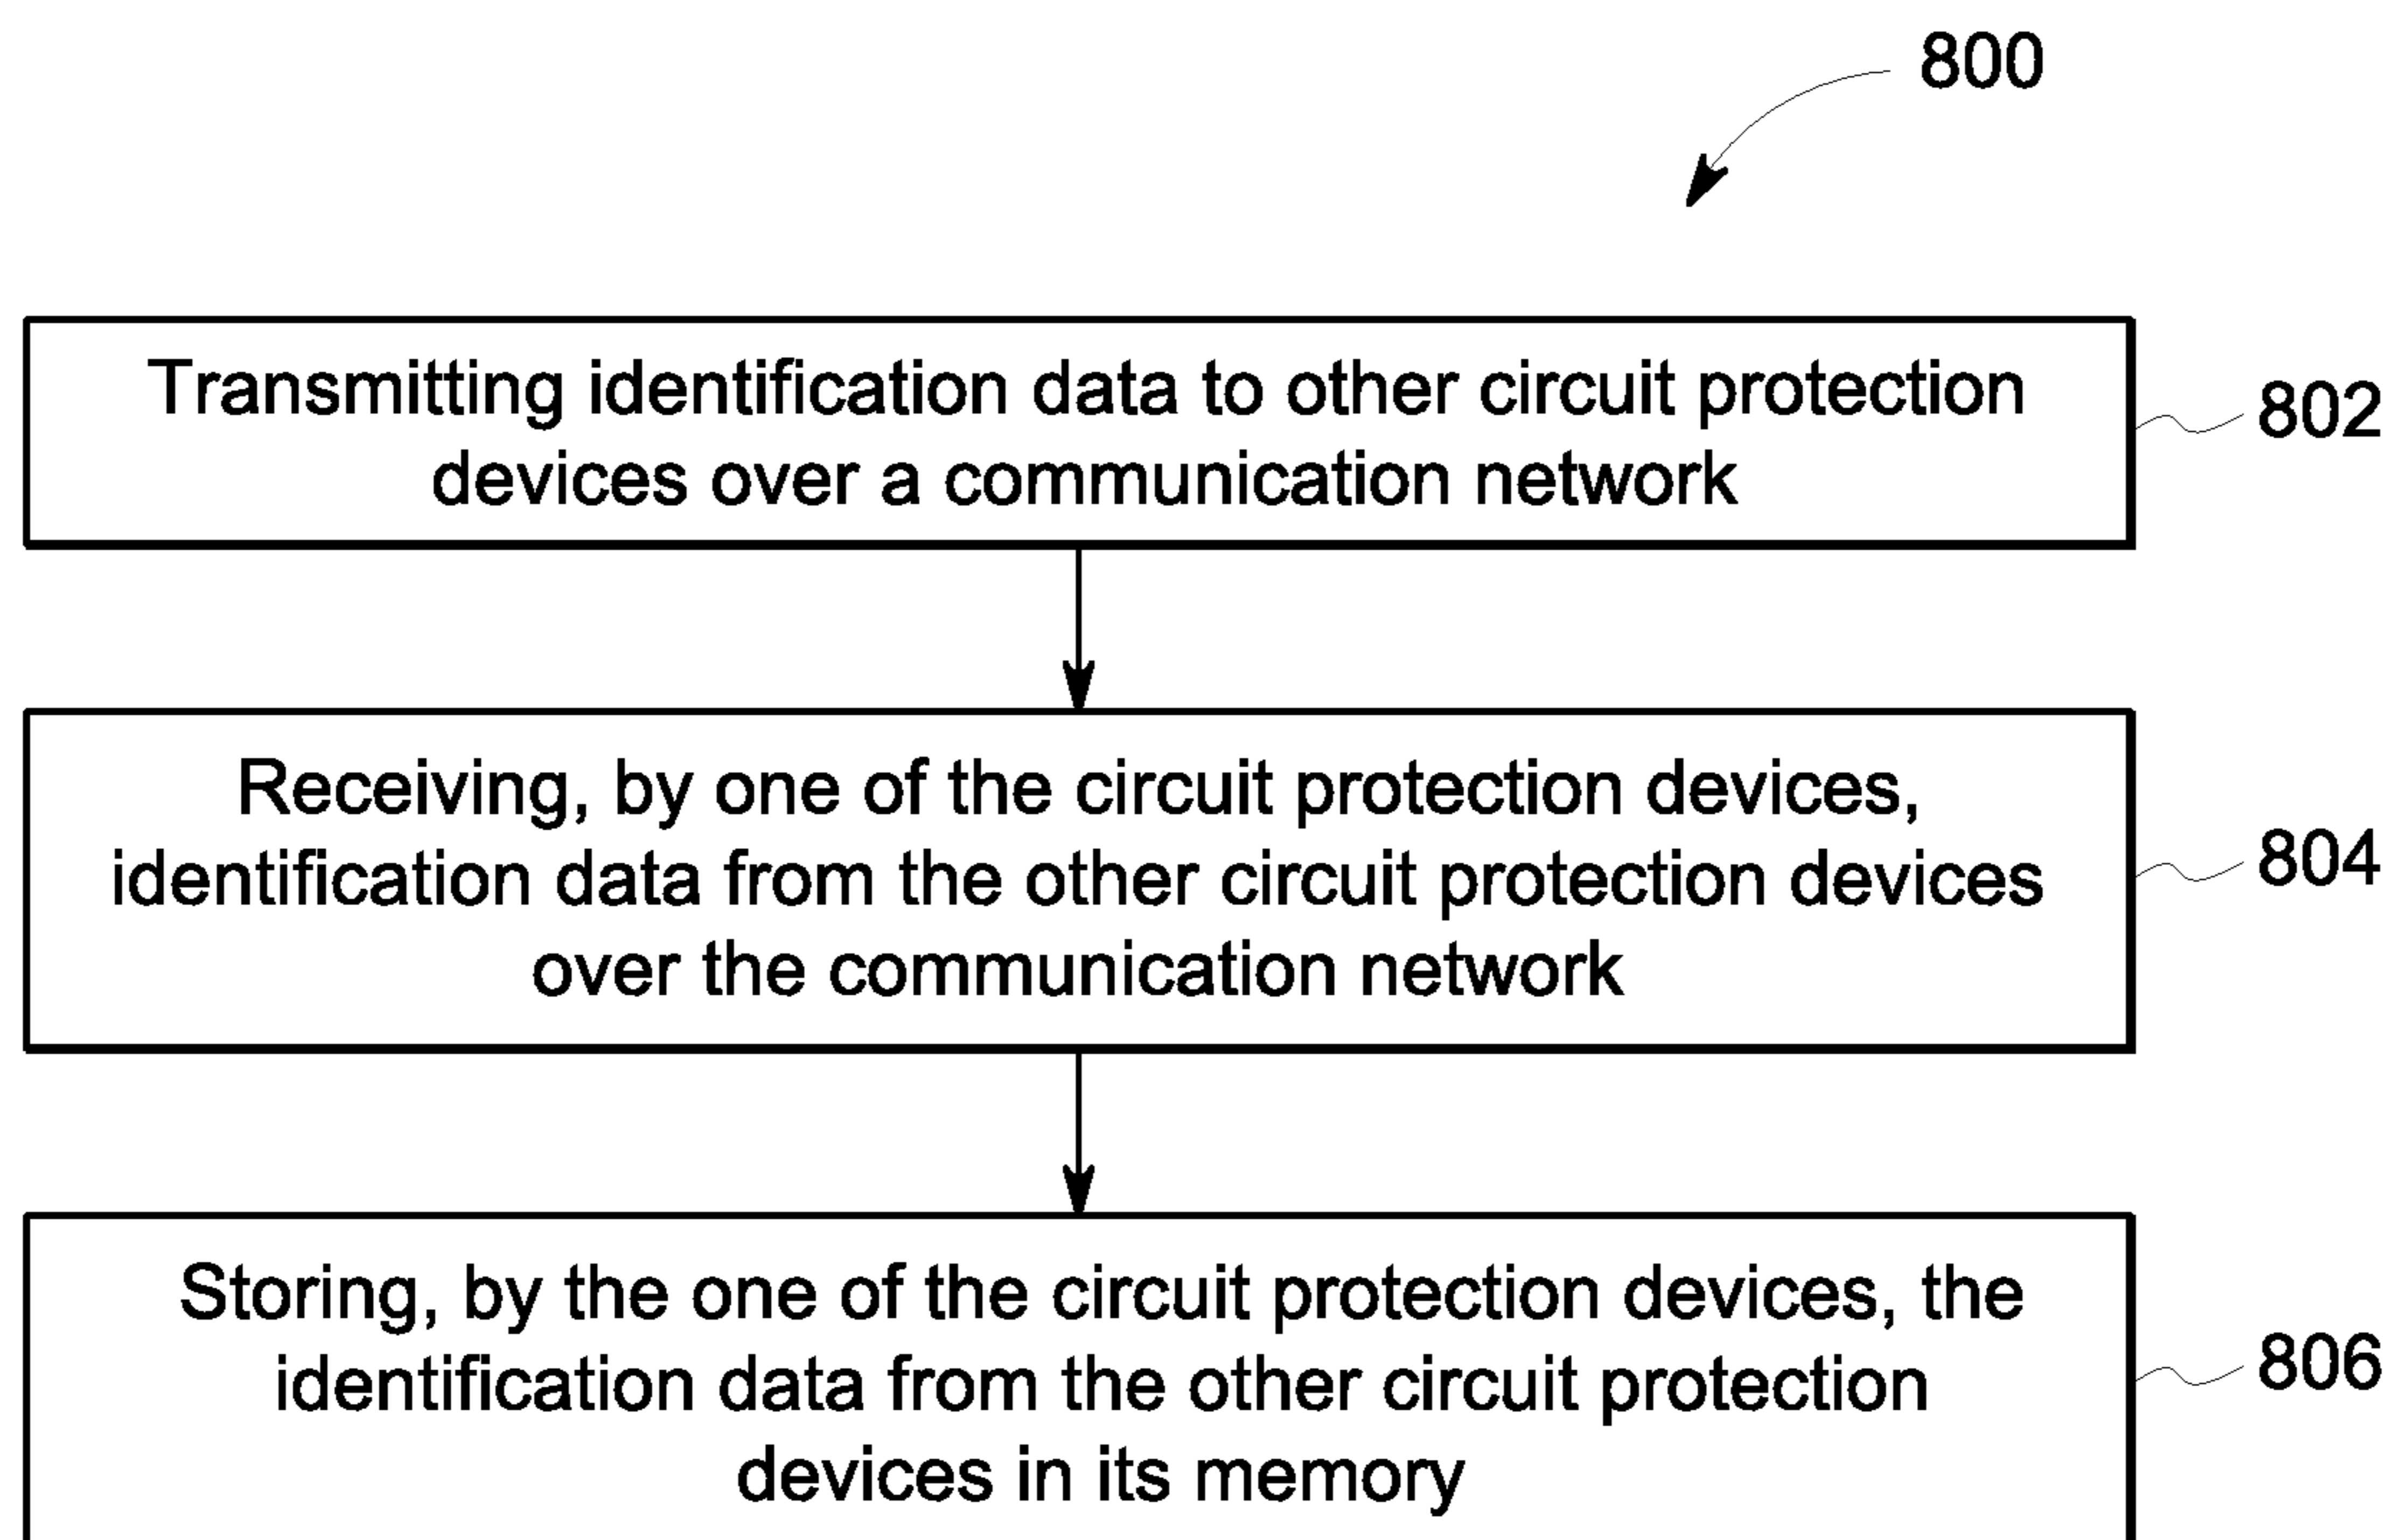 800
Transmitting identification data to other circuit protection
devices over a communication network
802
Receiving, by one of the circuit protection devices,
identification data from the other circuit protection devices
over the communication network
804
Storing, by the one of the circuit protection devices, the
identification data from the other circuit protection
devices in its memory
806